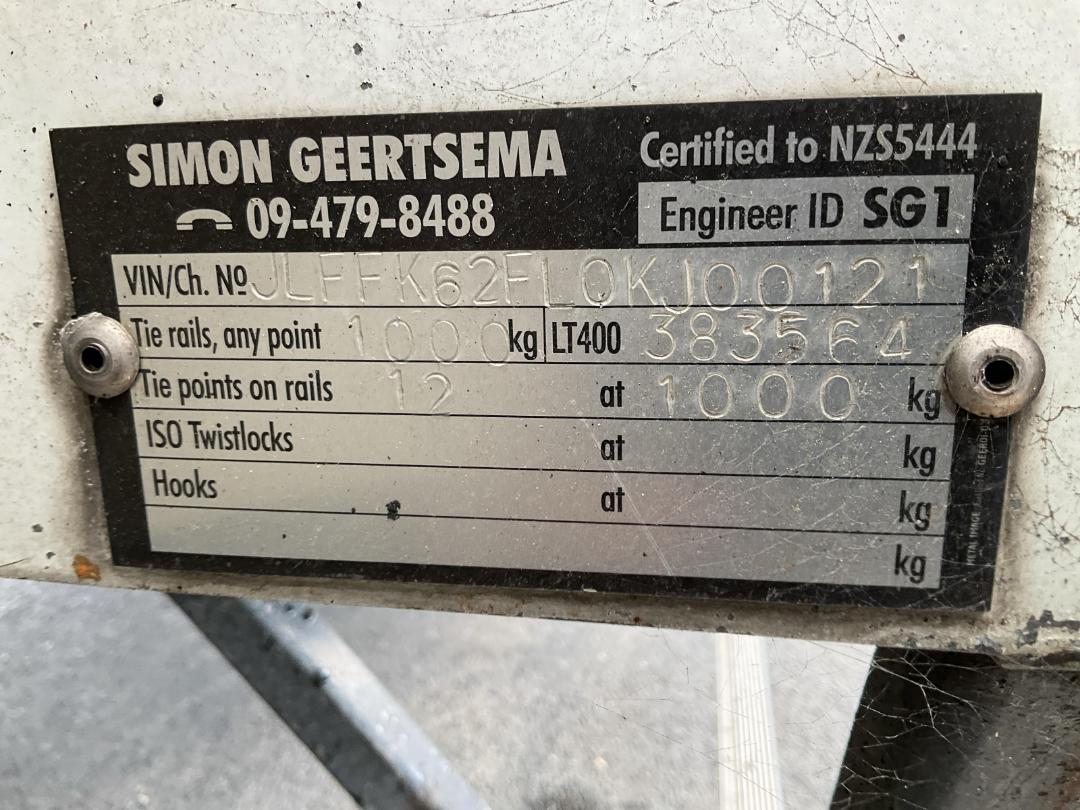 SIMON GEERTSEMA
09-479-8488
Certified to NZS5444
Engineer ID SG1
VIN/Ch. Nº JLFFK62FL0KJ00121
Tie rails, any point 1000 kg LT400 383564
Tie points on rails 12 at 1000 kg
ISO Twistlocks at kg
Hooks at kg
kg
METAL IMAGE